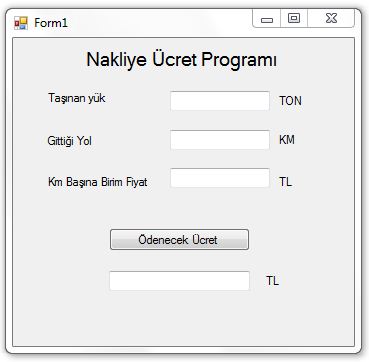 Form1
Nakliye Ücret Programı
Taşınan yük TON
Gittiği Yol KM
Km Başına Birim Fiyat TL
Ödenecek Ücret
TL